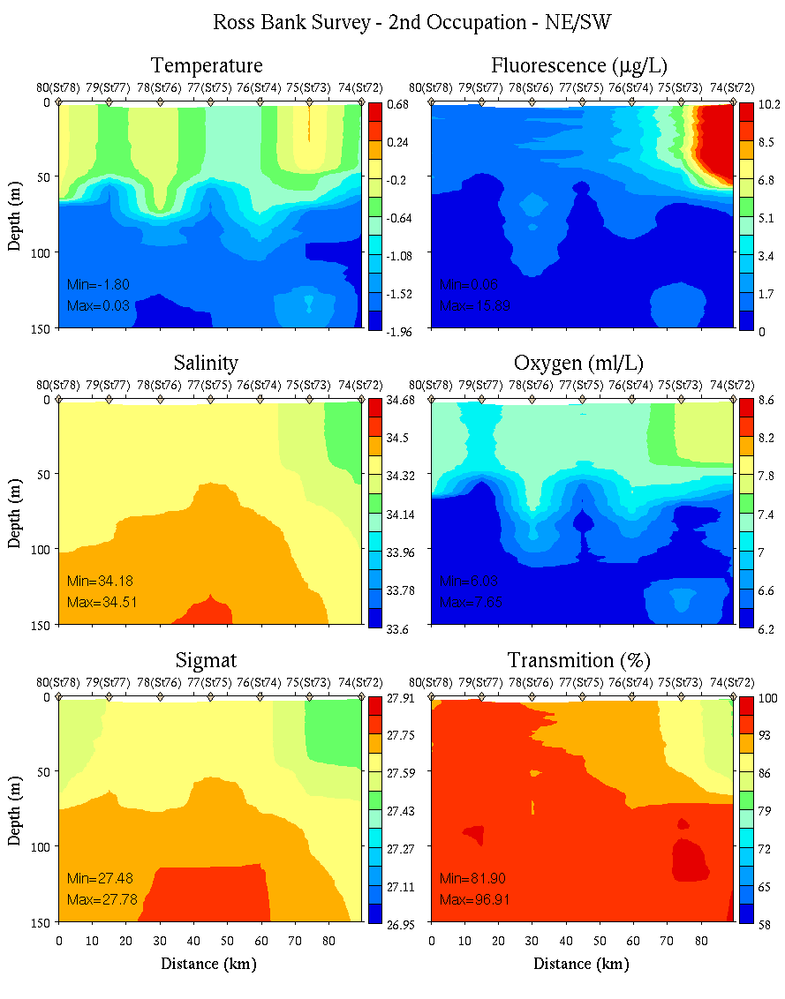 Ross Bank Survey - 2nd Occupation - NE/SW
Temperature
80(St78) 79(St77) 78(St76) 77(St75) 76(St74) 75(St73) 74(St72)
0
50
100
150
Depth (m)
Min=-1.80
Max=0.03
0.68
0.24
-0.2
-0.64
-1.08
-1.52
-1.96
Fluorescence (µg/L)
80(St78) 79(St77) 78(St76) 77(St75) 76(St74) 75(St73) 74(St72)
Min=0.06
Max=15.89
10.2
8.5
6.8
5.1
3.4
1.7
0
Salinity
80(St78) 79(St77) 78(St76) 77(St75) 76(St74) 75(St73) 74(St72)
0
50
100
150
Depth (m)
Min=34.18
Max=34.51
34.68
34.5
34.32
34.14
33.96
33.78
33.6
Oxygen (ml/L)
80(St78) 79(St77) 78(St76) 77(St75) 76(St74) 75(St73) 74(St72)
Max=7.65
8.6
8.2
7.8
7.4
7
6.6
6.2
Sigmat
80(St78) 79(St77) 78(St76) 77(St75) 76(St74) 75(St73) 74(St72)
0
50
100
150
Depth (m)
Min=27.48
Max=27.78
27.91
27.75
27.59
27.43
27.27
27.11
26.95
0 10 20 30 40 50 60 70 80
Distance (km)
Transmition (%)
80(St78) 79(St77) 78(St76) 77(St75) 76(St74) 75(St73) 74(St72)
Min=81.90
Max=96.91
100
93
86
79
72
65
58
0 10 20 30 40 50 60 70 80
Distance (km)